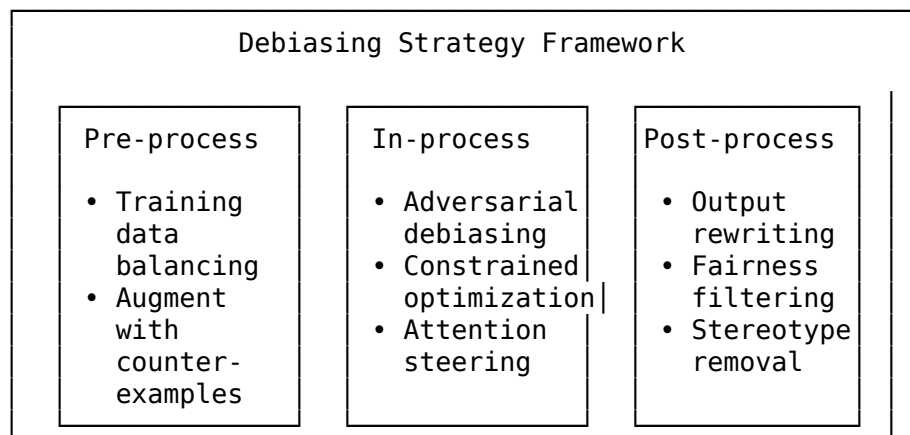 Debiasing Strategy Framework
Pre-process
• Training
data
balancing
• Augment
with
counter-
examples
In-process
• Adversarial
debiasing
• Constrained
optimization
• Attention
steering
Post-process
• Output
rewriting
• Fairness
filtering
• Stereotype
removal